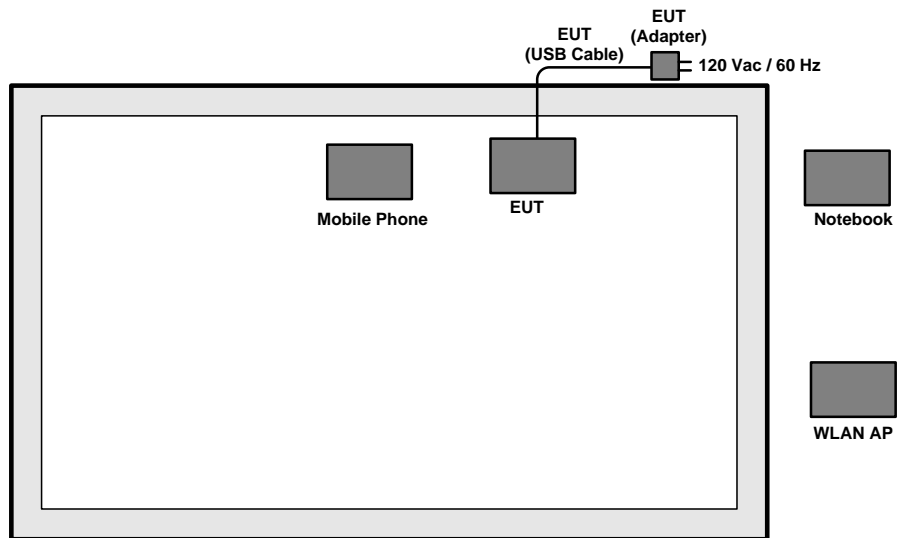 EUT
(Adapter)
EUT
(USB Cable)
120 Vac / 60 Hz
Mobile Phone
EUT
Notebook
WLAN AP